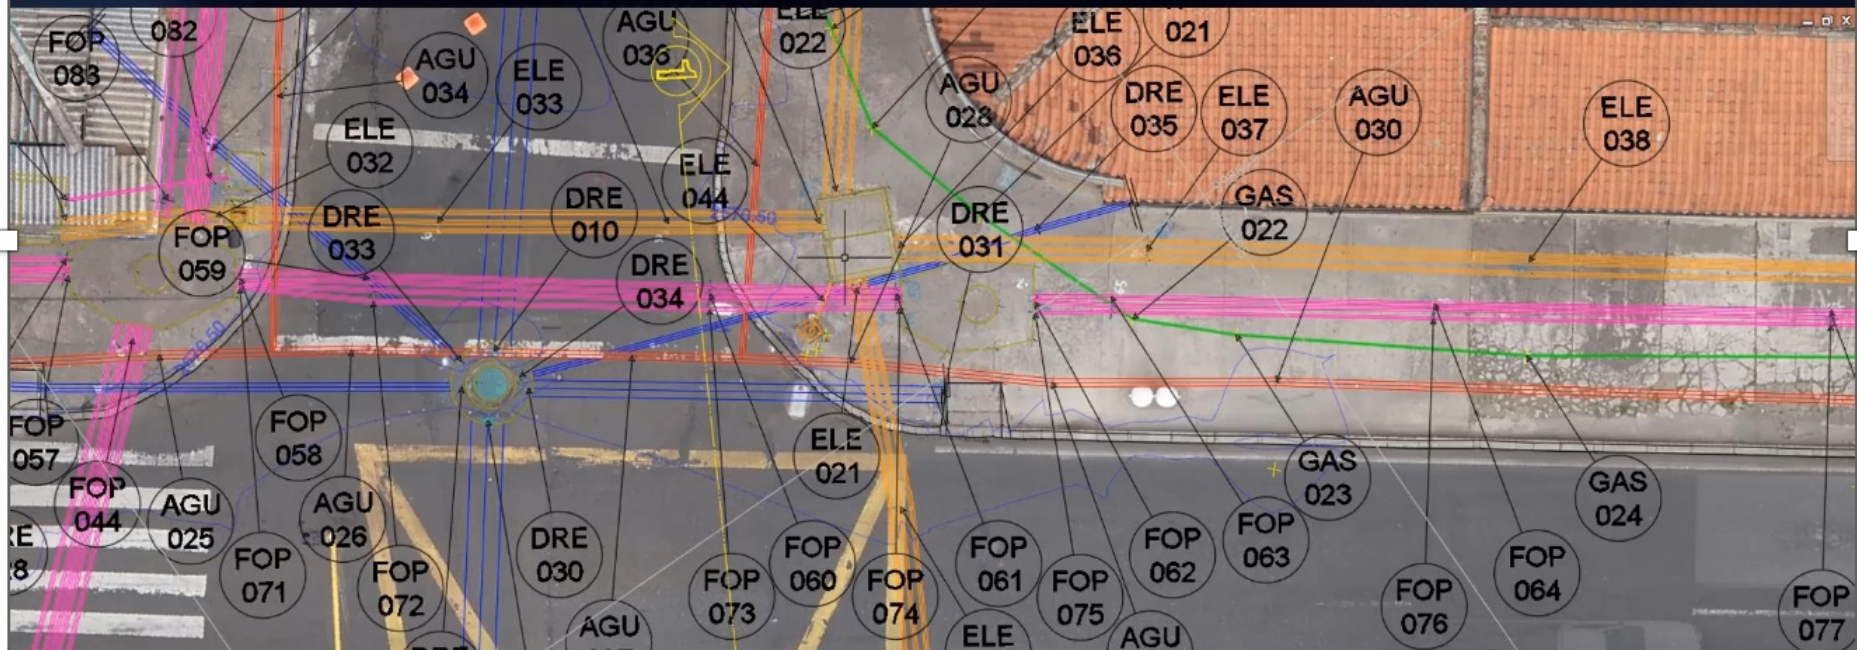 FOP
083
082
AGU
034
ELE
033
AGU
036
ELE
022
ELE
036
021
AGU
028
DRE
035
ELE
037
AGU
030
ELE
038
ELE
032
ELE
044
DRE
010
DRE
033
DRE
031
GAS
022
FOP
059
DRE
034
FOP
057
FOP
058
ELE
021
GAS
023
GAS
024
FOP
044
AGU
025
AGU
026
DRE
030
FOP
060
FOP
061
FOP
062
FOP
063
FOP
064
FOP
071
FOP
072
FOP
073
FOP
074
FOP
075
FOP
076
FOP
077
AGU
ELE
AGU